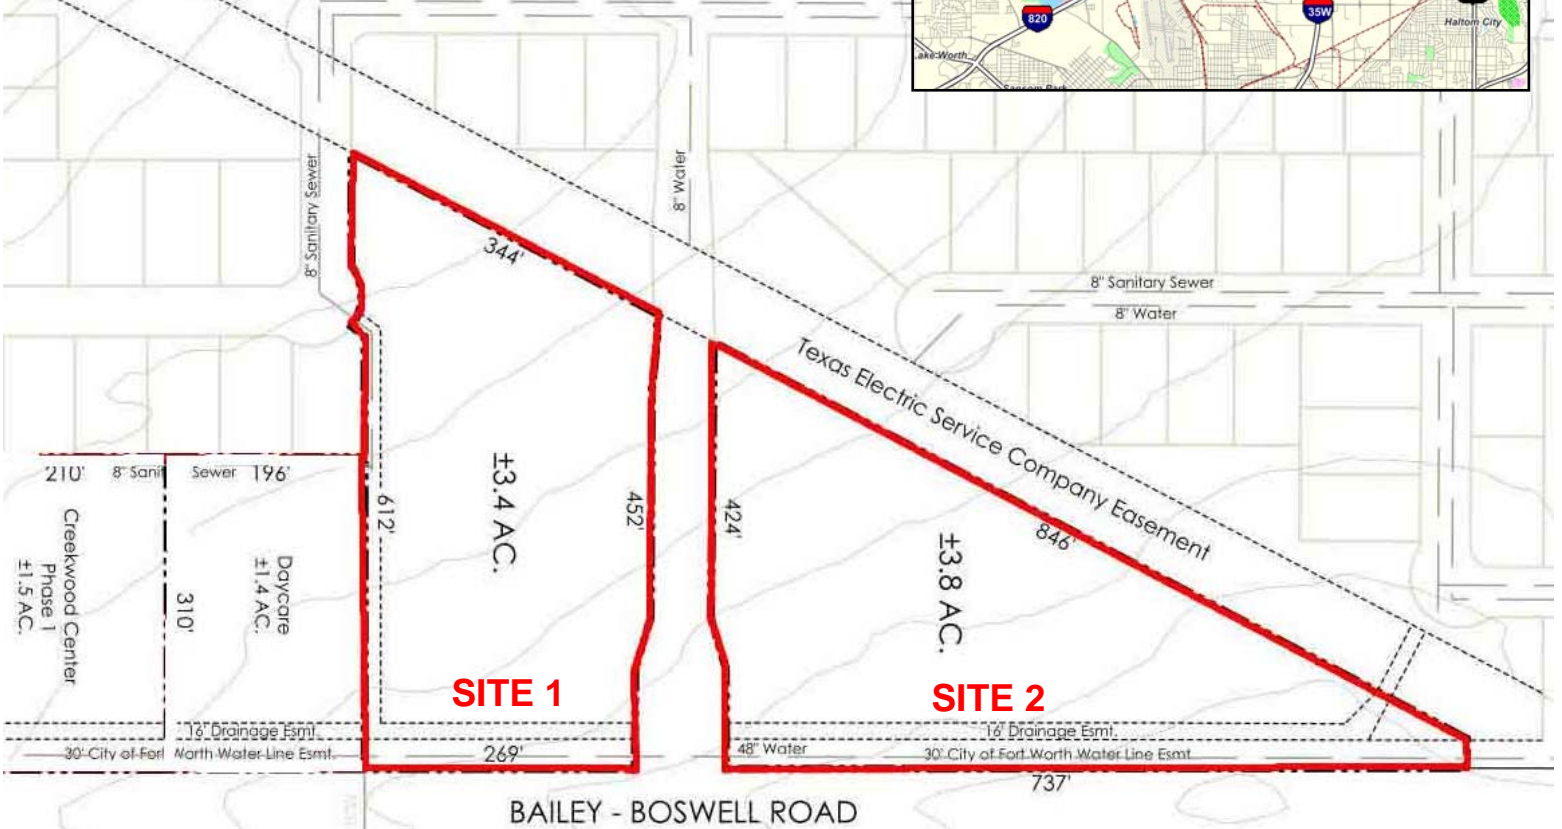 820
35W
Haltom City
ake Worth
Sansom Park
8" Sanitary Sewer
8" Water
344'
8" Sanitary Sewer
8" Water
Texas Electric Service Company Easement
210'
8" Sanit
Sewer
196'
612'
±3.4 AC.
452'
424'
846'
±3.8 AC.
Creekwood Center
Phase 1
±1.5 AC.
310'
Daycare
±1.4 AC.
SITE 1
SITE 2
16' Drainage Esmt.
16' Drainage Esmt.
30' City of Fort Worth Water Line Esmt.
269'
48" Water
30' City of Fort Worth Water Line Esmt
737'
BAILEY - BOSWELL ROAD